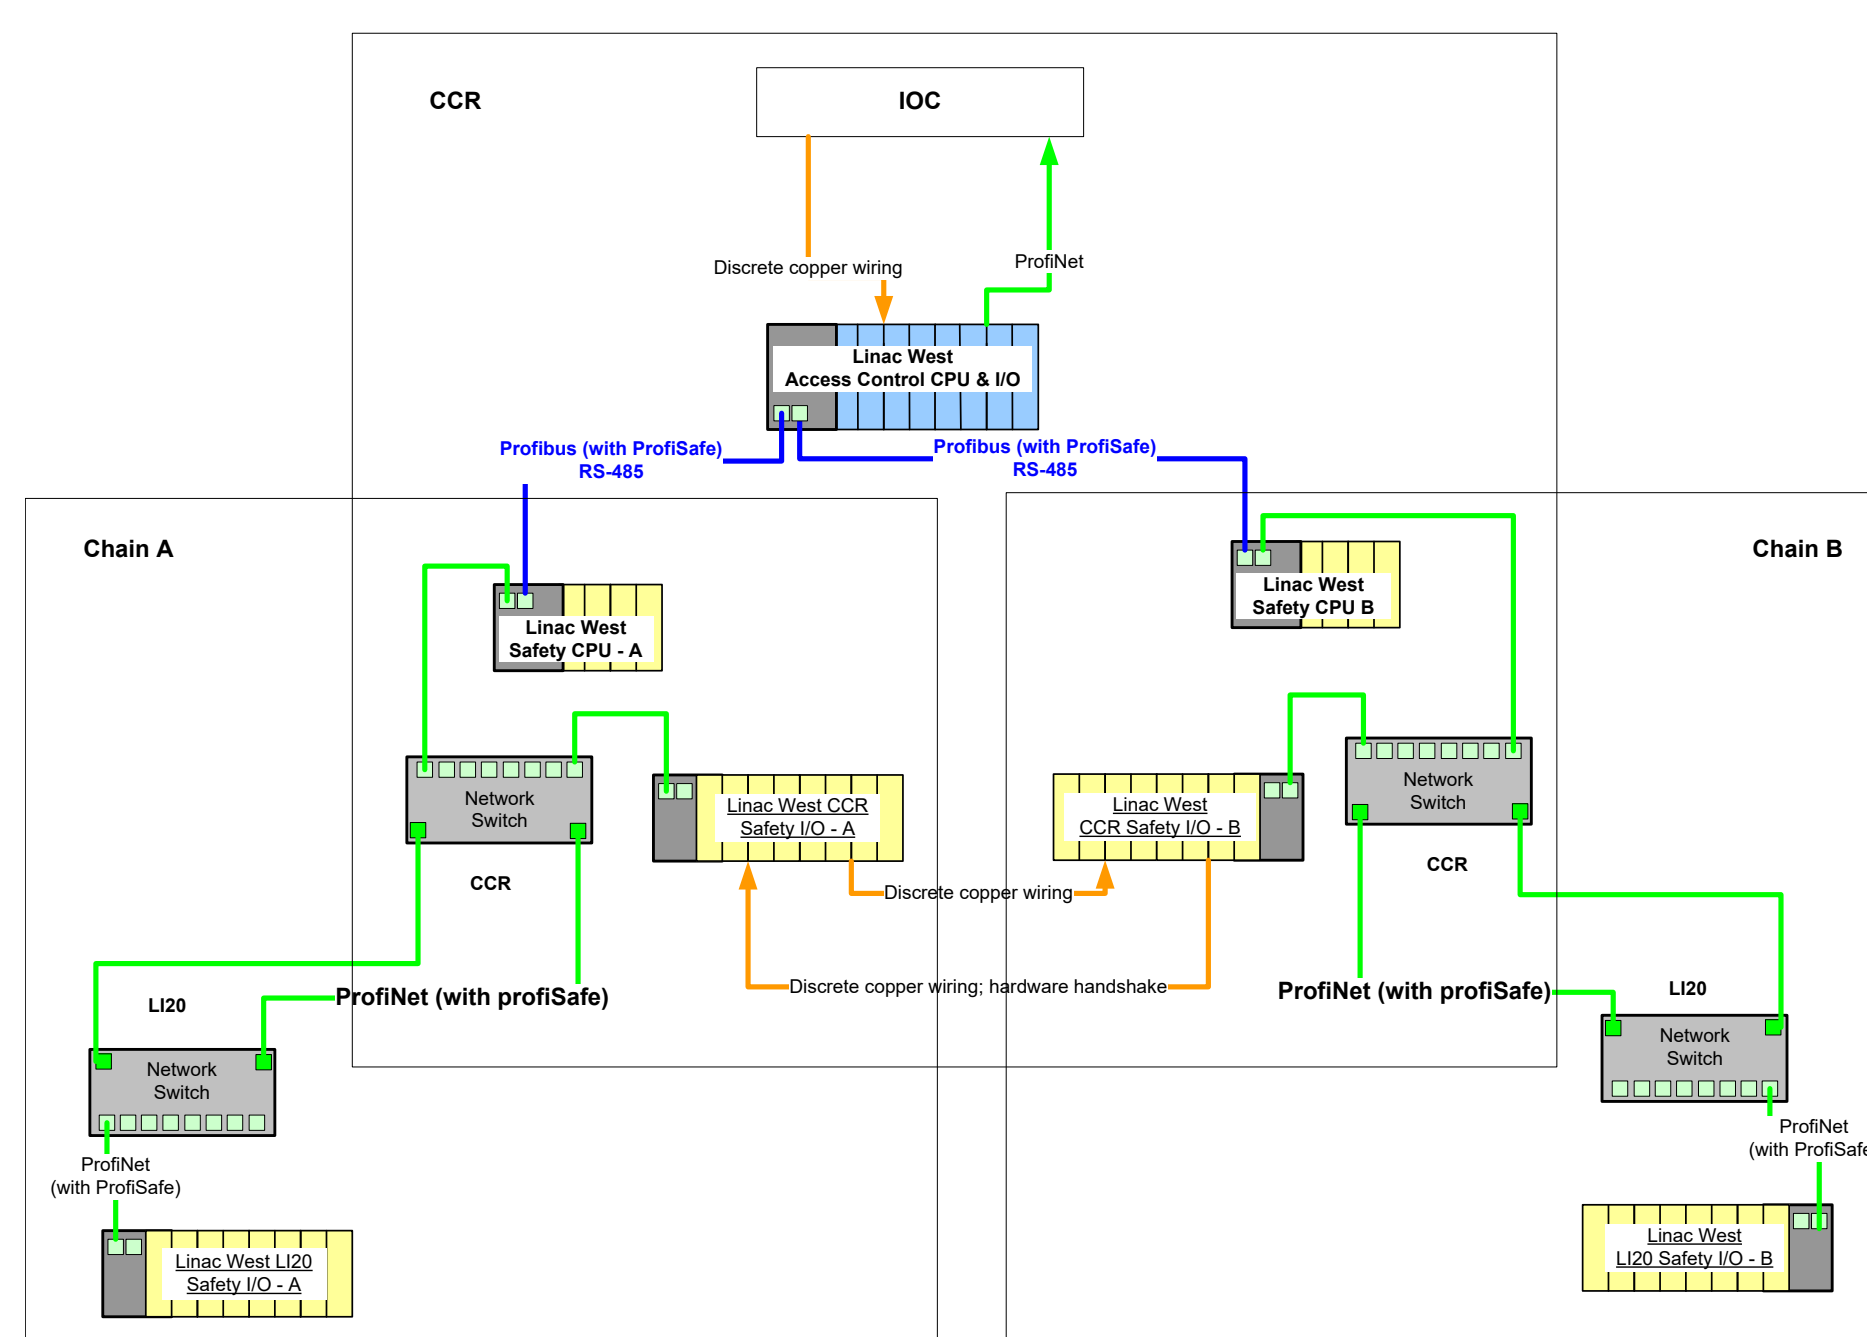 CCR
IOC
Discrete copper wiring
ProfiNet
Linac West
Access Control CPU & I/O
Profibus (with ProfiSafe)
RS-485
Profibus (with ProfiSafe)
RS-485
Chain A
Chain B
Linac West
Safety CPU - A
Linac West
Safety CPU B
Network
Switch
CCR
Linac West CCR
Safety I/O - A
Linac West
CCR Safety I/O - B
Network
Switch
CCR
Discrete copper wiring
Discrete copper wiring; hardware handshake
ProfiNet (with profiSafe)
ProfiNet (with profiSafe)
LI20
Network
Switch
LI20
Network
Switch
ProfiNet
(with ProfiSafe)
ProfiNet
(with ProfiSafe
Linac West LI20
Safety I/O - A
Linac West
LI20 Safety I/O - B